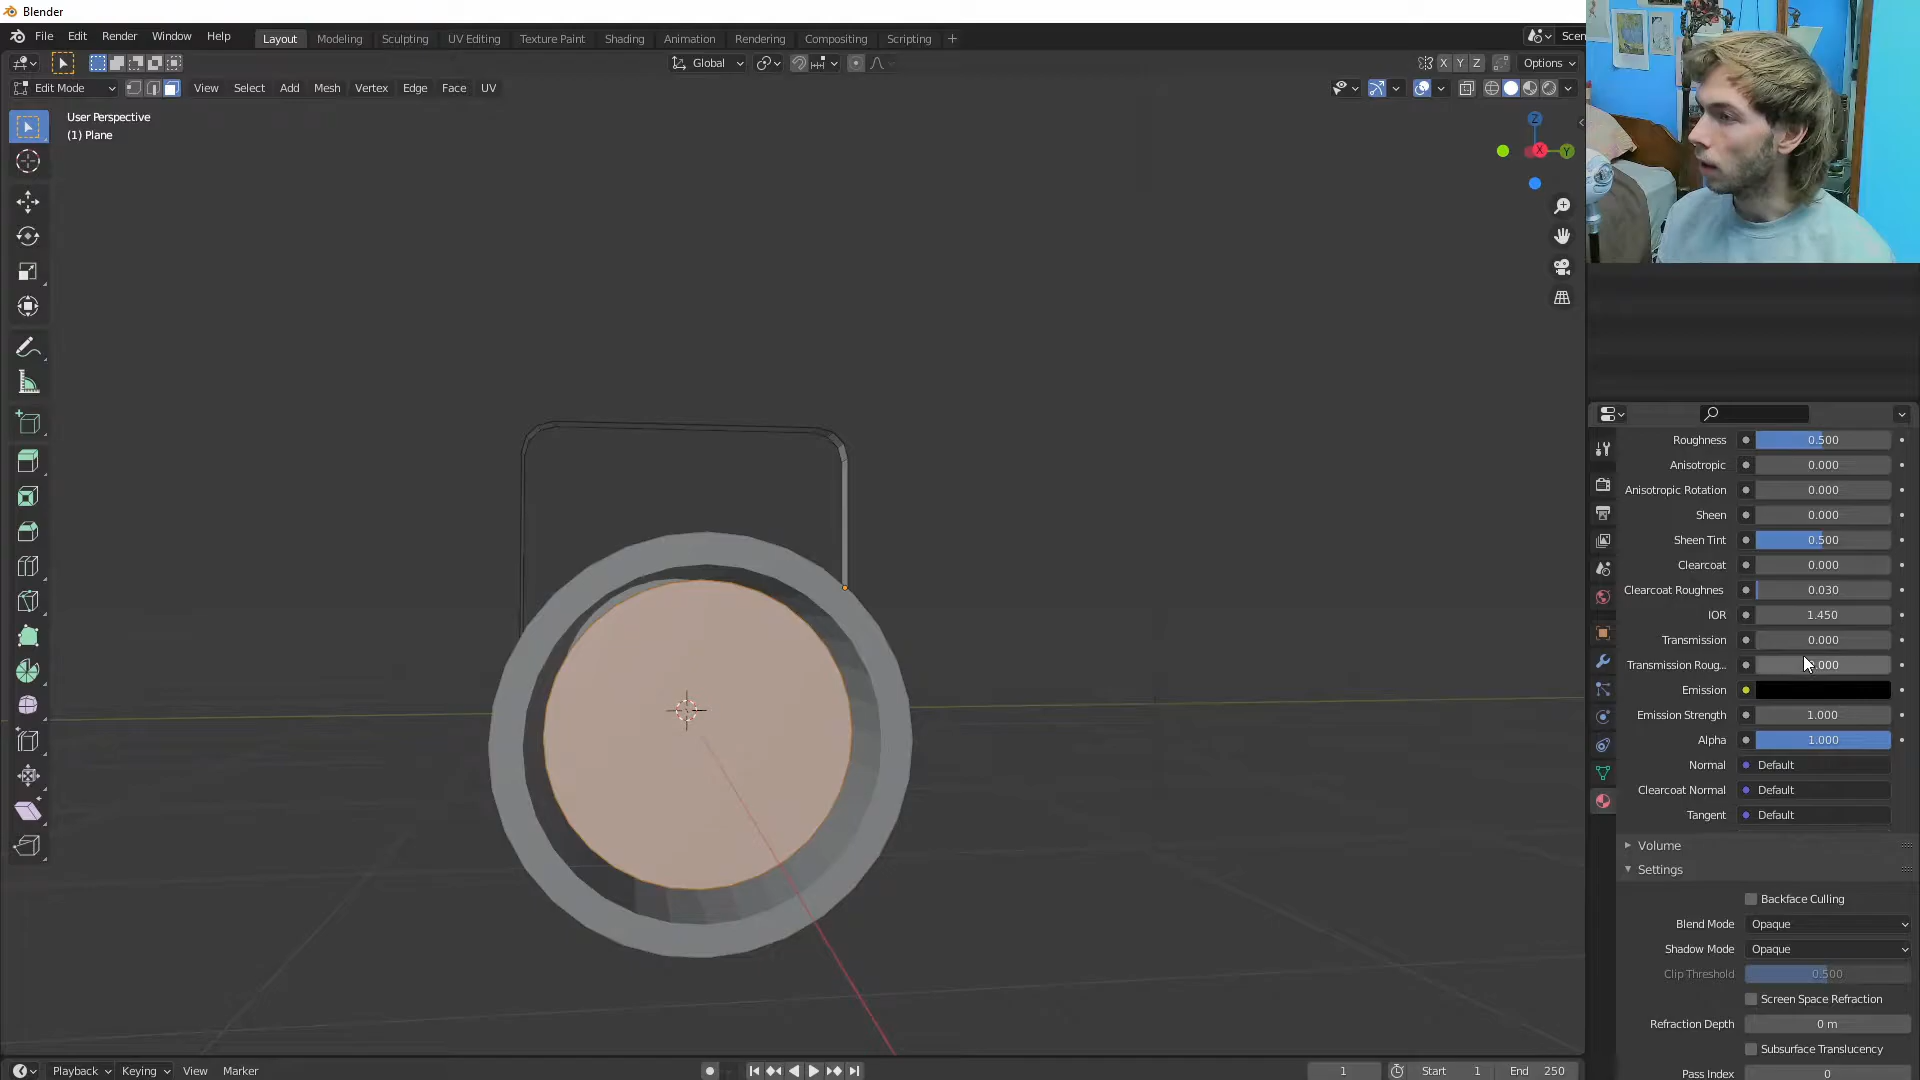 Blender
File Edit Render Window Help
Layout Modeling Sculpting UV Editing Texture Paint Shading Animation Rendering Compositing Scripting
Scen
Global
X Y Z Options
Edit Mode View Select Add Mesh Vertex Edge Face UV
User Perspective
(1) Plane
Z
X Y
Roughness 0.500
Anisotropic 0.000
Anisotropic Rotation 0.000
Sheen 0.000
Sheen Tint 0.500
Clearcoat 0.000
Clearcoat Roughnes 0.030
IOR 1.450
Transmission 0.000
Transmission Roug... .000
Emission
Emission Strength 1.000
Alpha 1.000
Normal Default
Clearcoat Normal Default
Tangent Default
Volume
Settings
Backface Culling
Blend Mode Opaque
Shadow Mode Opaque
Clip Threshold 0.500
Screen Space Refraction
Refraction Depth 0 m
Subsurface Translucency
Pass Index 0
Playback Keying View Marker
1 Start 1 End 250